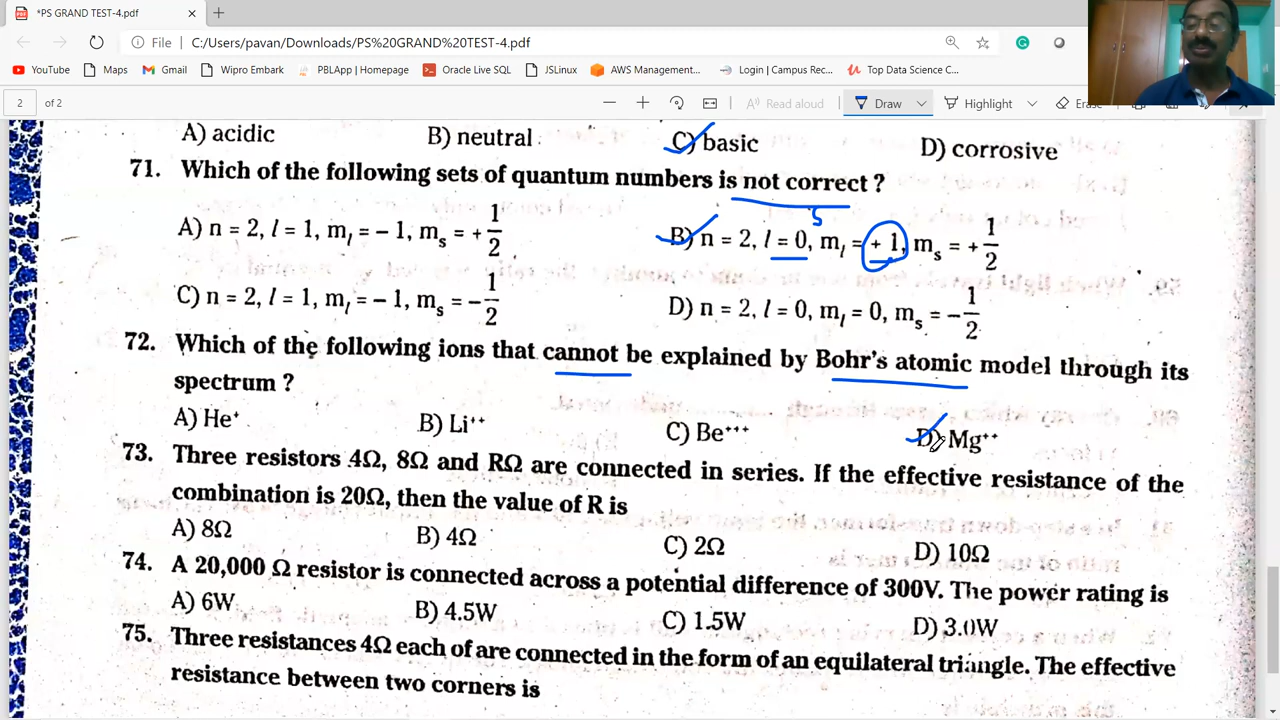 *PS GRAND TEST-4.pdf
File C:/Users/pavan/Downloads/PS%20GRAND%20TEST-4.pdf
YouTube Maps Gmail Wipro Embark PBLApp | Homepage Oracle Live SQL JSLinux AWS Management... Login | Campus Rec... Top Data Science C...
2 of 2 Read aloud Draw Highlight Erase
A) acidic B) neutral C) basic D) corrosive
71. Which of the following sets of quantum numbers is not correct ?
s
A) n = 2, l = 1, mₗ = – 1, mₛ = + 1/2 B) n = 2, l = 0, mₗ = + 1, mₛ = + 1/2
C) n = 2, l = 1, mₗ = – 1, mₛ = – 1/2 D) n = 2, l = 0, mₗ = 0, mₛ = – 1/2
72. Which of the following ions that cannot be explained by Bohr's atomic model through its
spectrum ?
A) He⁺ B) Li⁺⁺ C) Be⁺⁺⁺ D) Mg⁺⁺
73. Three resistors 4Ω, 8Ω and RΩ are connected in series. If the effective resistance of the
combination is 20Ω, then the value of R is
A) 8Ω B) 4Ω C) 2Ω D) 10Ω
74. A 20,000 Ω resistor is connected across a potential difference of 300V. The power rating is
A) 6W B) 4.5W C) 1.5W D) 3.0W
75. Three resistances 4Ω each of are connected in the form of an equilateral triangle. The effective
resistance between two corners is